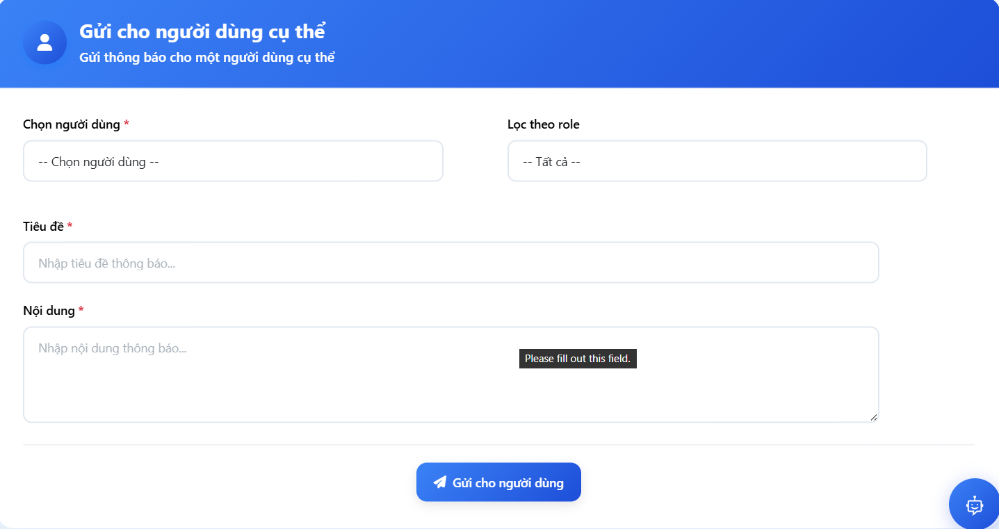 Gửi cho người dùng cụ thể
Gửi thông báo cho một người dùng cụ thể
Chọn người dùng *
Lọc theo role
-- Chọn người dùng --
-- Tất cả --
Tiêu đề *
Nhập tiêu đề thông báo...
Nội dung *
Nhập nội dung thông báo...
Please fill out this field.
Gửi cho người dùng